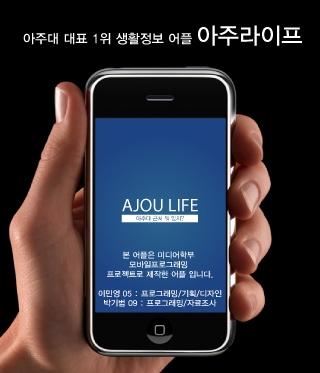 아주대 대표 1위 생활정보 어플 아주라이프
AJOU LIFE
아주대 근처 뭐 있지?
본 어플은 미디어학부
모바일프로그래밍
프로젝트로 제작한 어플 입니다.
이민영 05 : 프로그래밍/기획/디자인
박기범 09 : 프로그래밍/자료조사